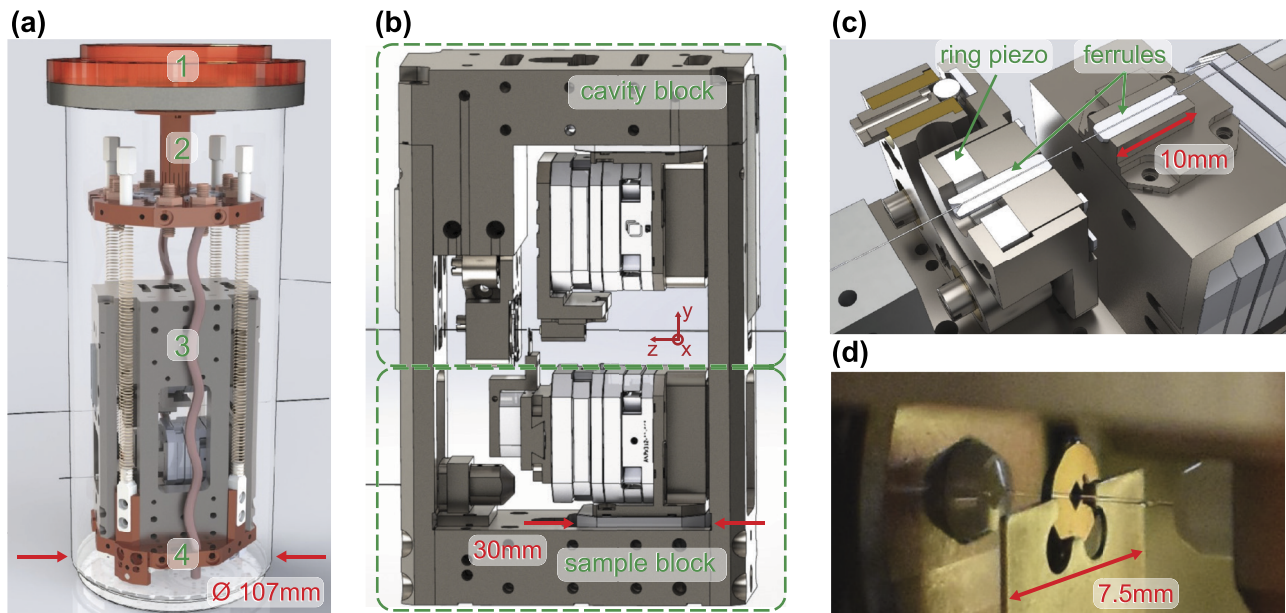 (a)
1
2
3
4
Ø 107mm
(b)
cavity block
y
z
x
30mm
sample block
(c)
ring piezo
ferrules
10mm
(d)
7.5mm